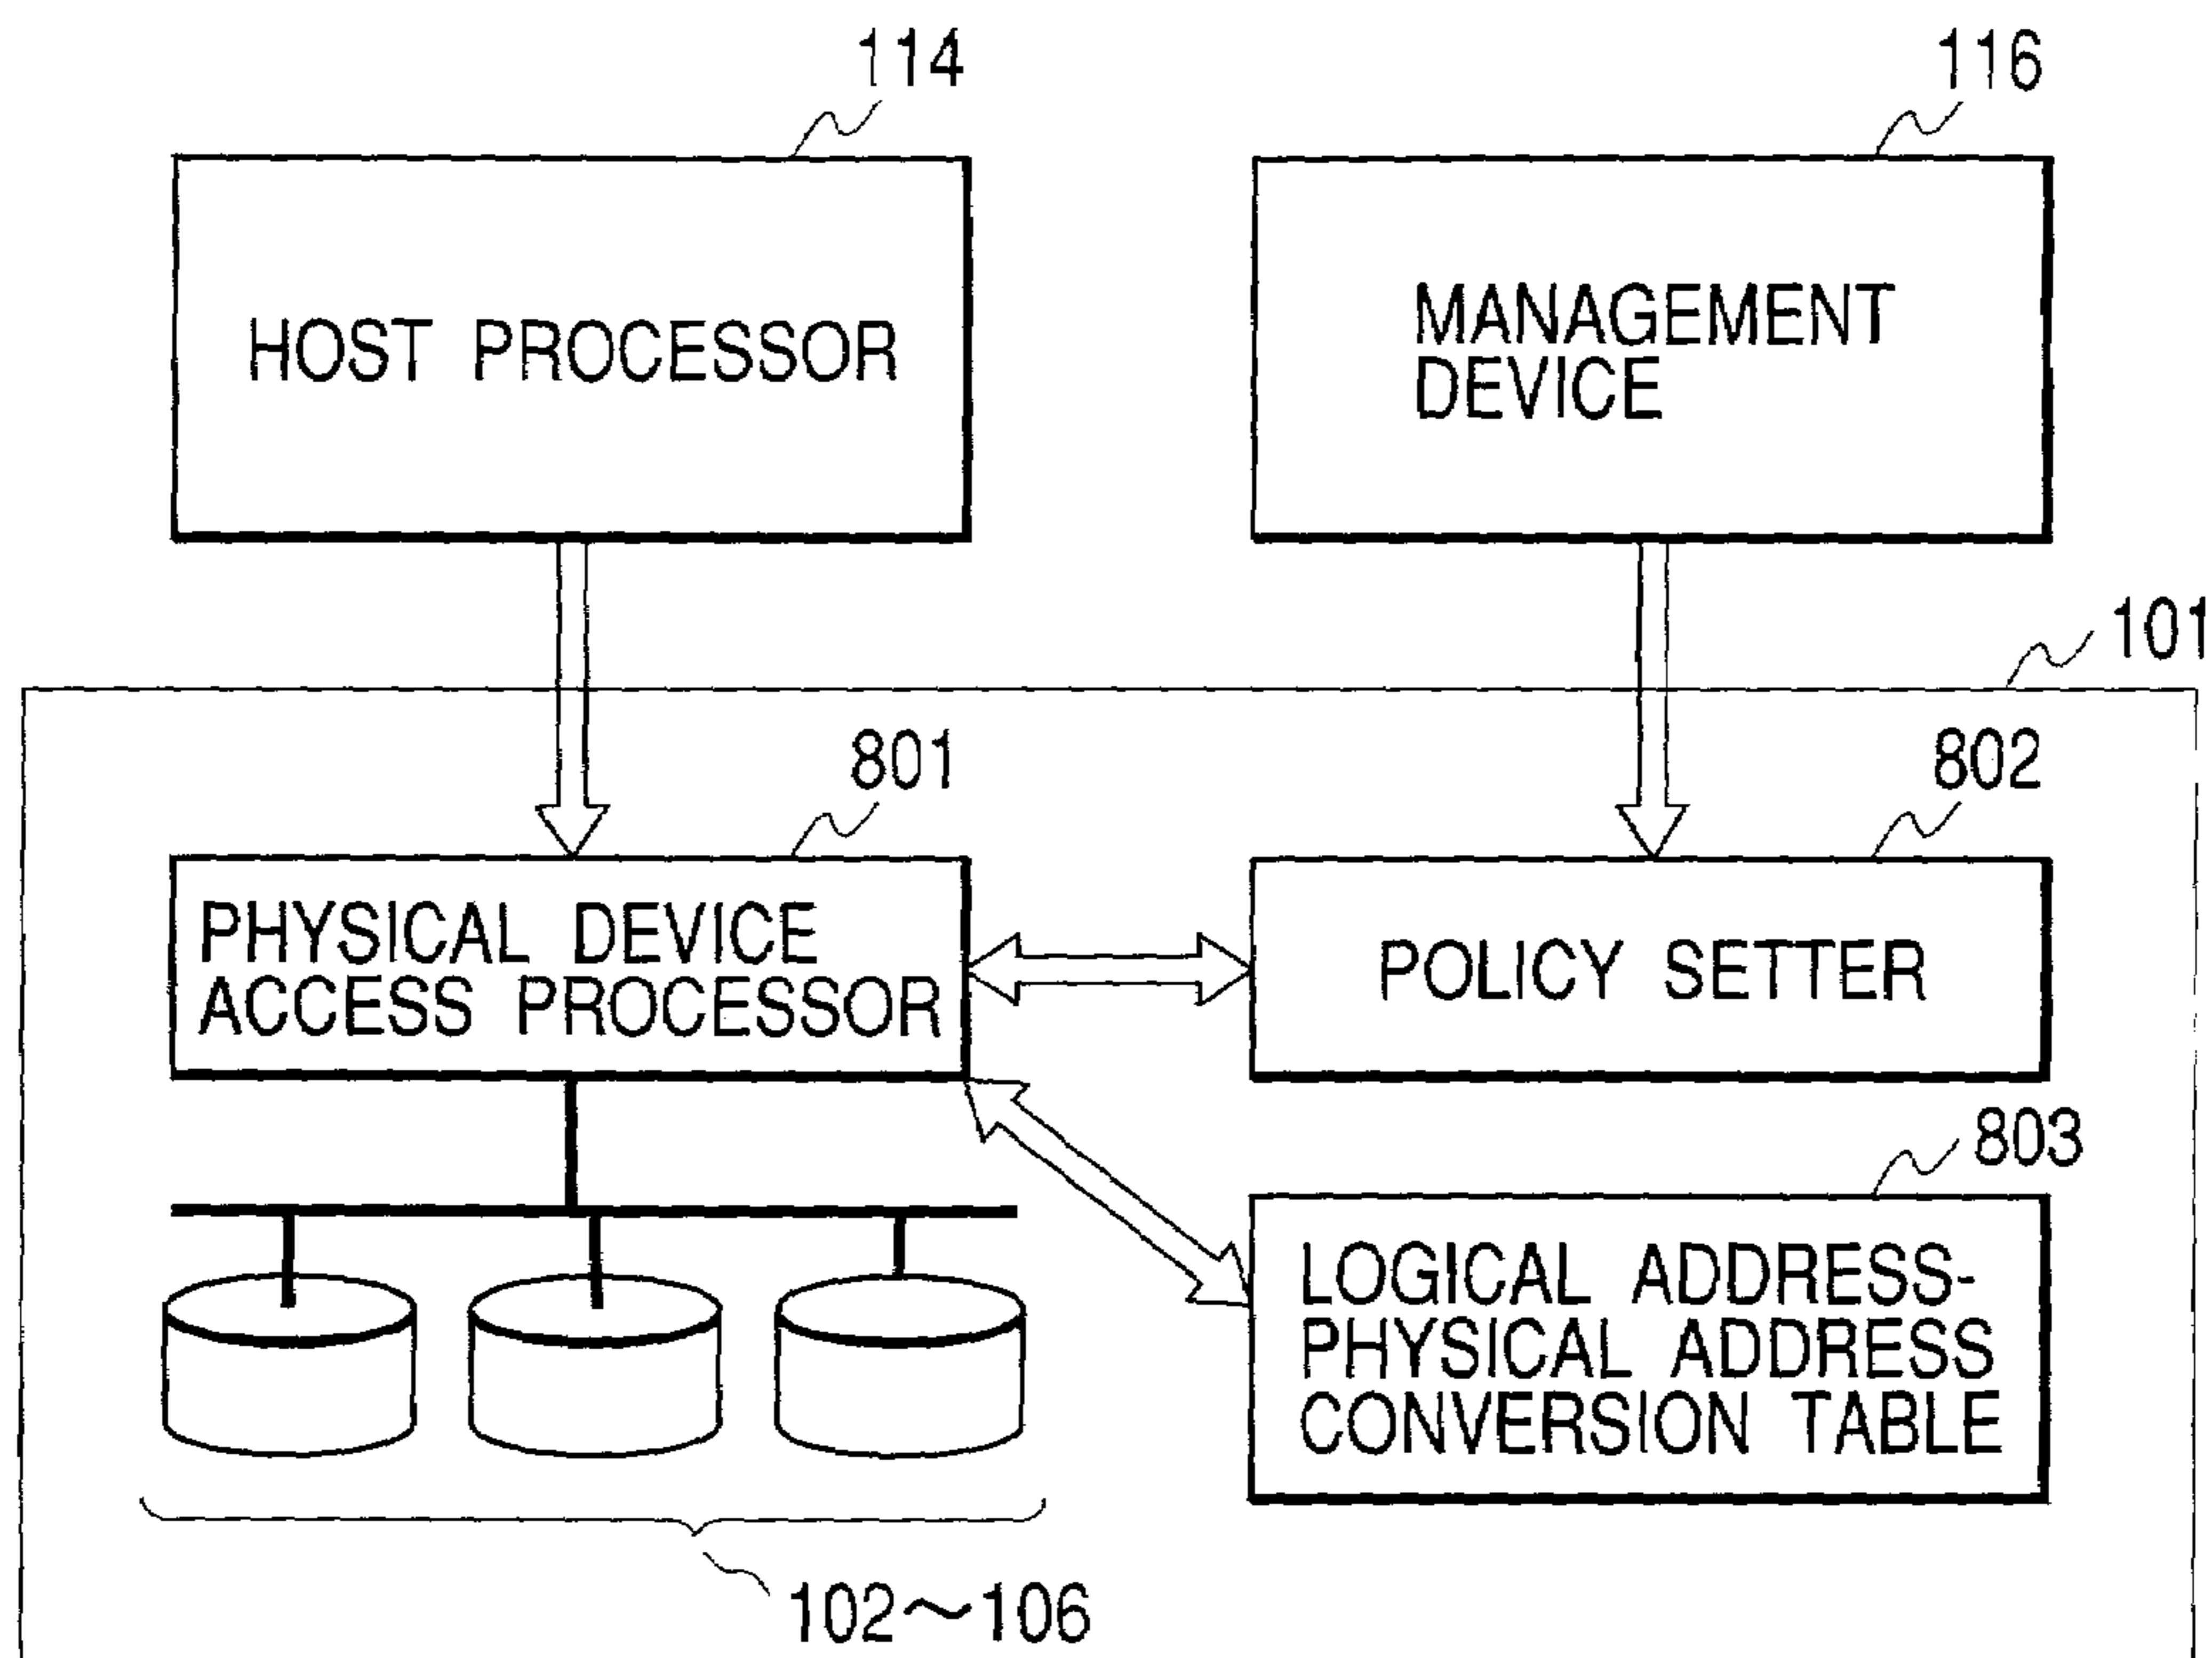 114
116
HOST PROCESSOR
MANAGEMENT
DEVICE
101
801
802
PHYSICAL DEVICE
ACCESS PROCESSOR
POLICY SETTER
803
LOGICAL ADDRESS-
PHYSICAL ADDRESS
CONVERSION TABLE
102～106